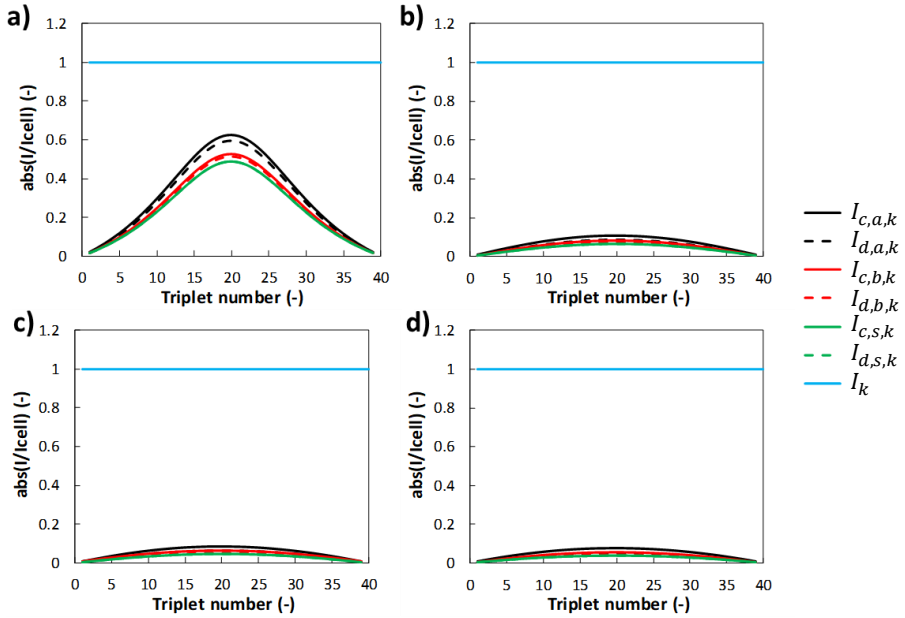 a)
abs(I/Icell) (-)
1.2
1
0.8
0.6
0.4
0.2
0
0 5 10 15 20 25 30 35 40
Triplet number (-)
b)
abs(I/Icell) (-)
1.2
1
0.8
0.6
0.4
0.2
0
0 5 10 15 20 25 30 35 40
Triplet number (-)
c)
abs(I/Icell) (-)
1.2
1
0.8
0.6
0.4
0.2
0
0 5 10 15 20 25 30 35 40
Triplet number (-)
d)
abs(I/Icell) (-)
1.2
1
0.8
0.6
0.4
0.2
0
0 5 10 15 20 25 30 35 40
Triplet number (-)
I_{c,a,k}
I_{d,a,k}
I_{c,b,k}
I_{d,b,k}
I_{c,s,k}
I_{d,s,k}
I_k